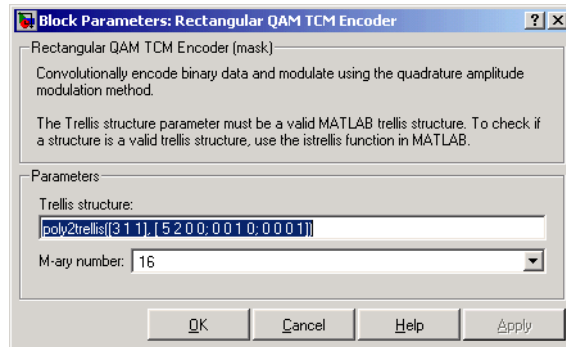 Block Parameters: Rectangular QAM TCM Encoder
Rectangular QAM TCM Encoder (mask)
Convolutionally encode binary data and modulate using the quadrature amplitude
modulation method.
The Trellis structure parameter must be a valid MATLAB trellis structure. To check if
a structure is a valid trellis structure, use the istrellis function in MATLAB.
Parameters
Trellis structure:
poly2trellis([3 1 1], [ 5 2 0 0; 0 0 1 0; 0 0 0 1])
M-ary number: 16
OK Cancel Help Apply